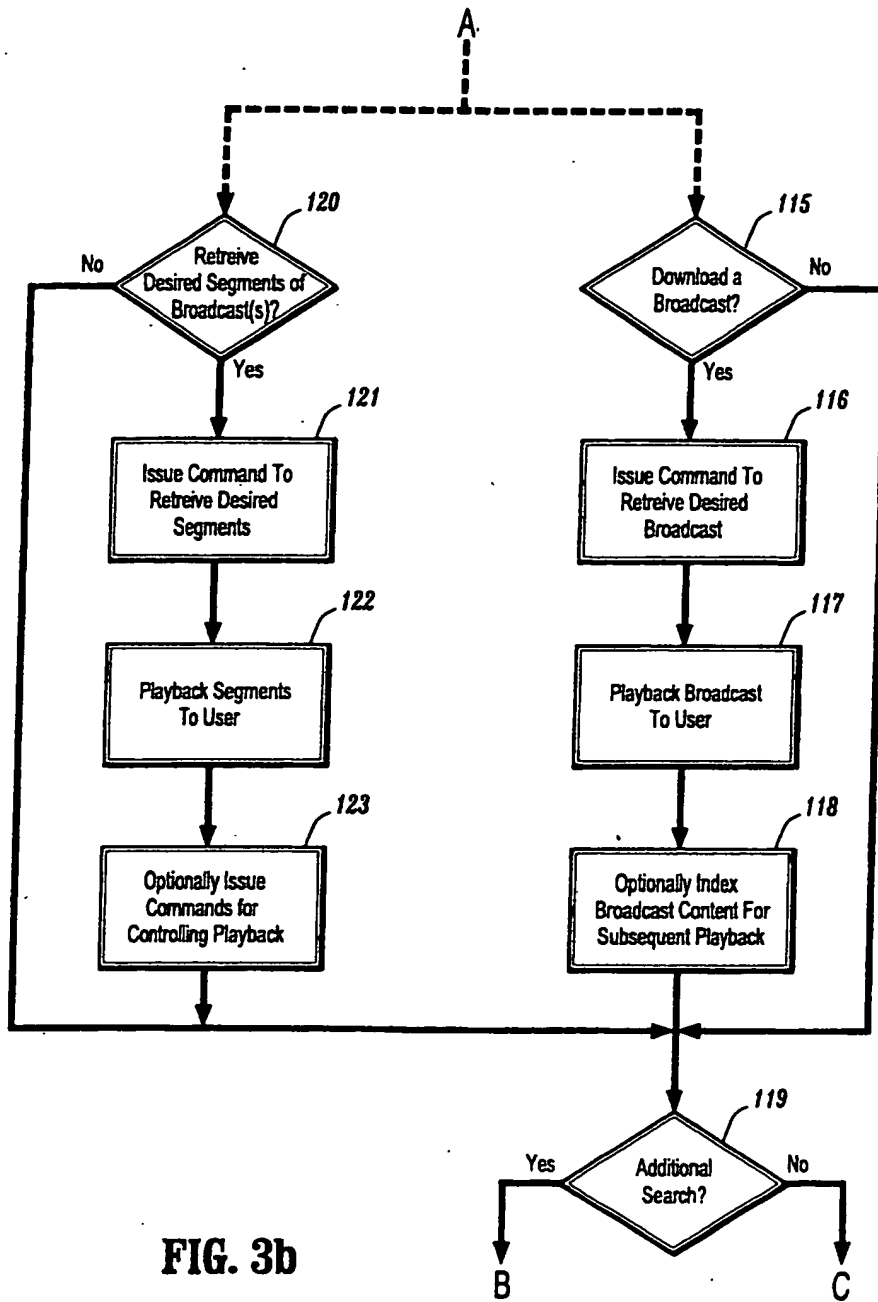 A
120
Retreive
Desired Segments of
Broadcast(s)?
No
Yes
121
Issue Command To
Retreive Desired
Segments
122
Playback Segments
To User
123
Optionally Issue
Commands for
Controlling Playback
115
Download a
Broadcast?
No
Yes
116
Issue Command To
Retreive Desired
Broadcast
117
Playback Broadcast
To User
118
Optionally Index
Broadcast Content For
Subsequent Playback
119
Additional
Search?
Yes
No
B
C
FIG. 3b